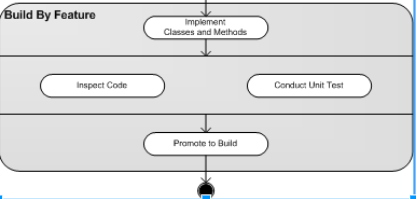 Build By Feature
Implement
Classes and Methods
Inspect Code
Conduct Unit Test
Promote to Build